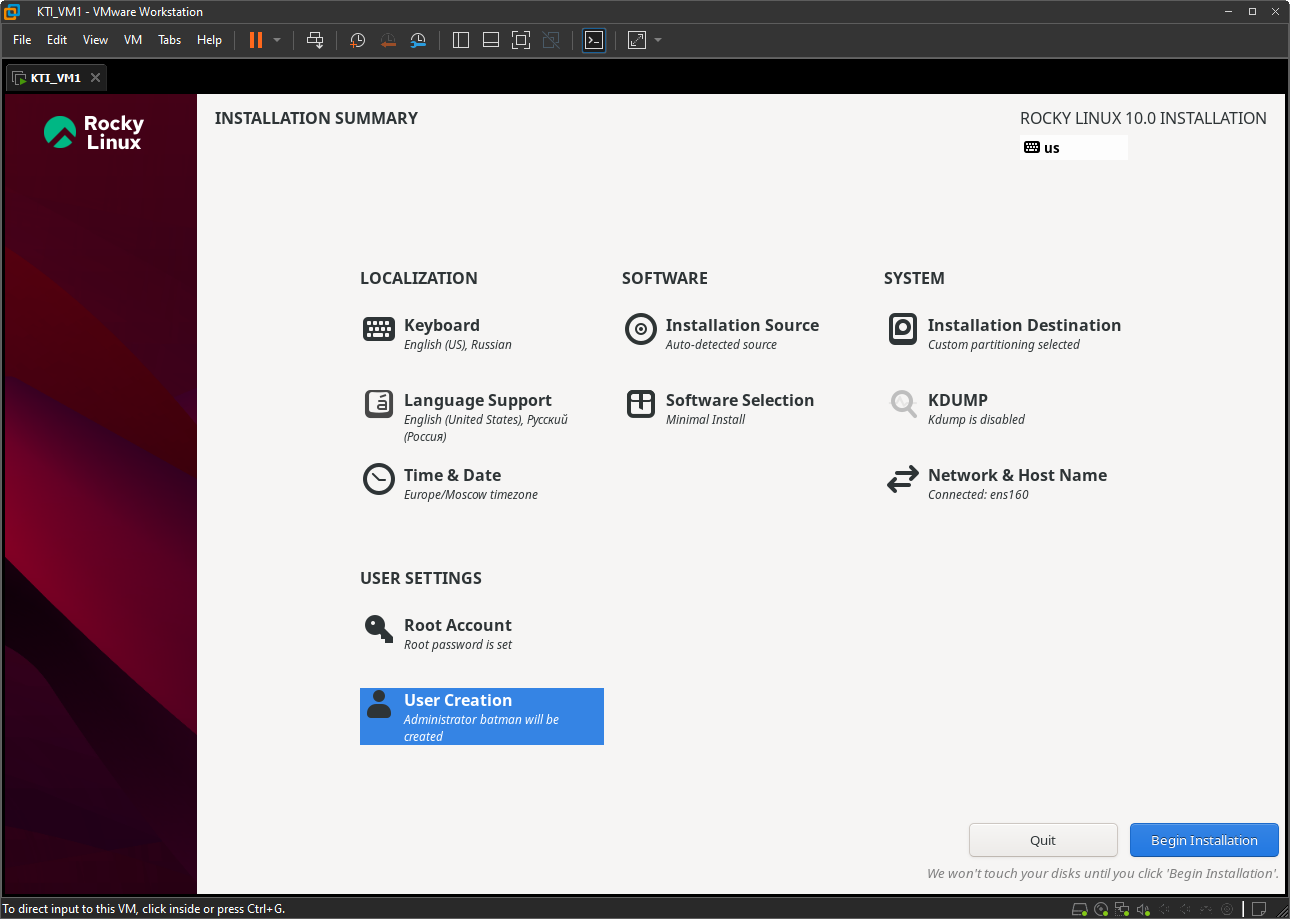 KTI_VM1 - VMware Workstation
File Edit View VM Tabs Help
KTI_VM1
Rocky
Linux
INSTALLATION SUMMARY
ROCKY LINUX 10.0 INSTALLATION
us
LOCALIZATION
Keyboard
English (US), Russian
Language Support
English (United States), Русский
(Россия)
Time & Date
Europe/Moscow timezone
SOFTWARE
Installation Source
Auto-detected source
Software Selection
Minimal Install
SYSTEM
Installation Destination
Custom partitioning selected
KDUMP
Kdump is disabled
Network & Host Name
Connected: ens160
USER SETTINGS
Root Account
Root password is set
User Creation
Administrator batman will be
created
Quit
Begin Installation
We won't touch your disks until you click 'Begin Installation'.
To direct input to this VM, click inside or press Ctrl+G.